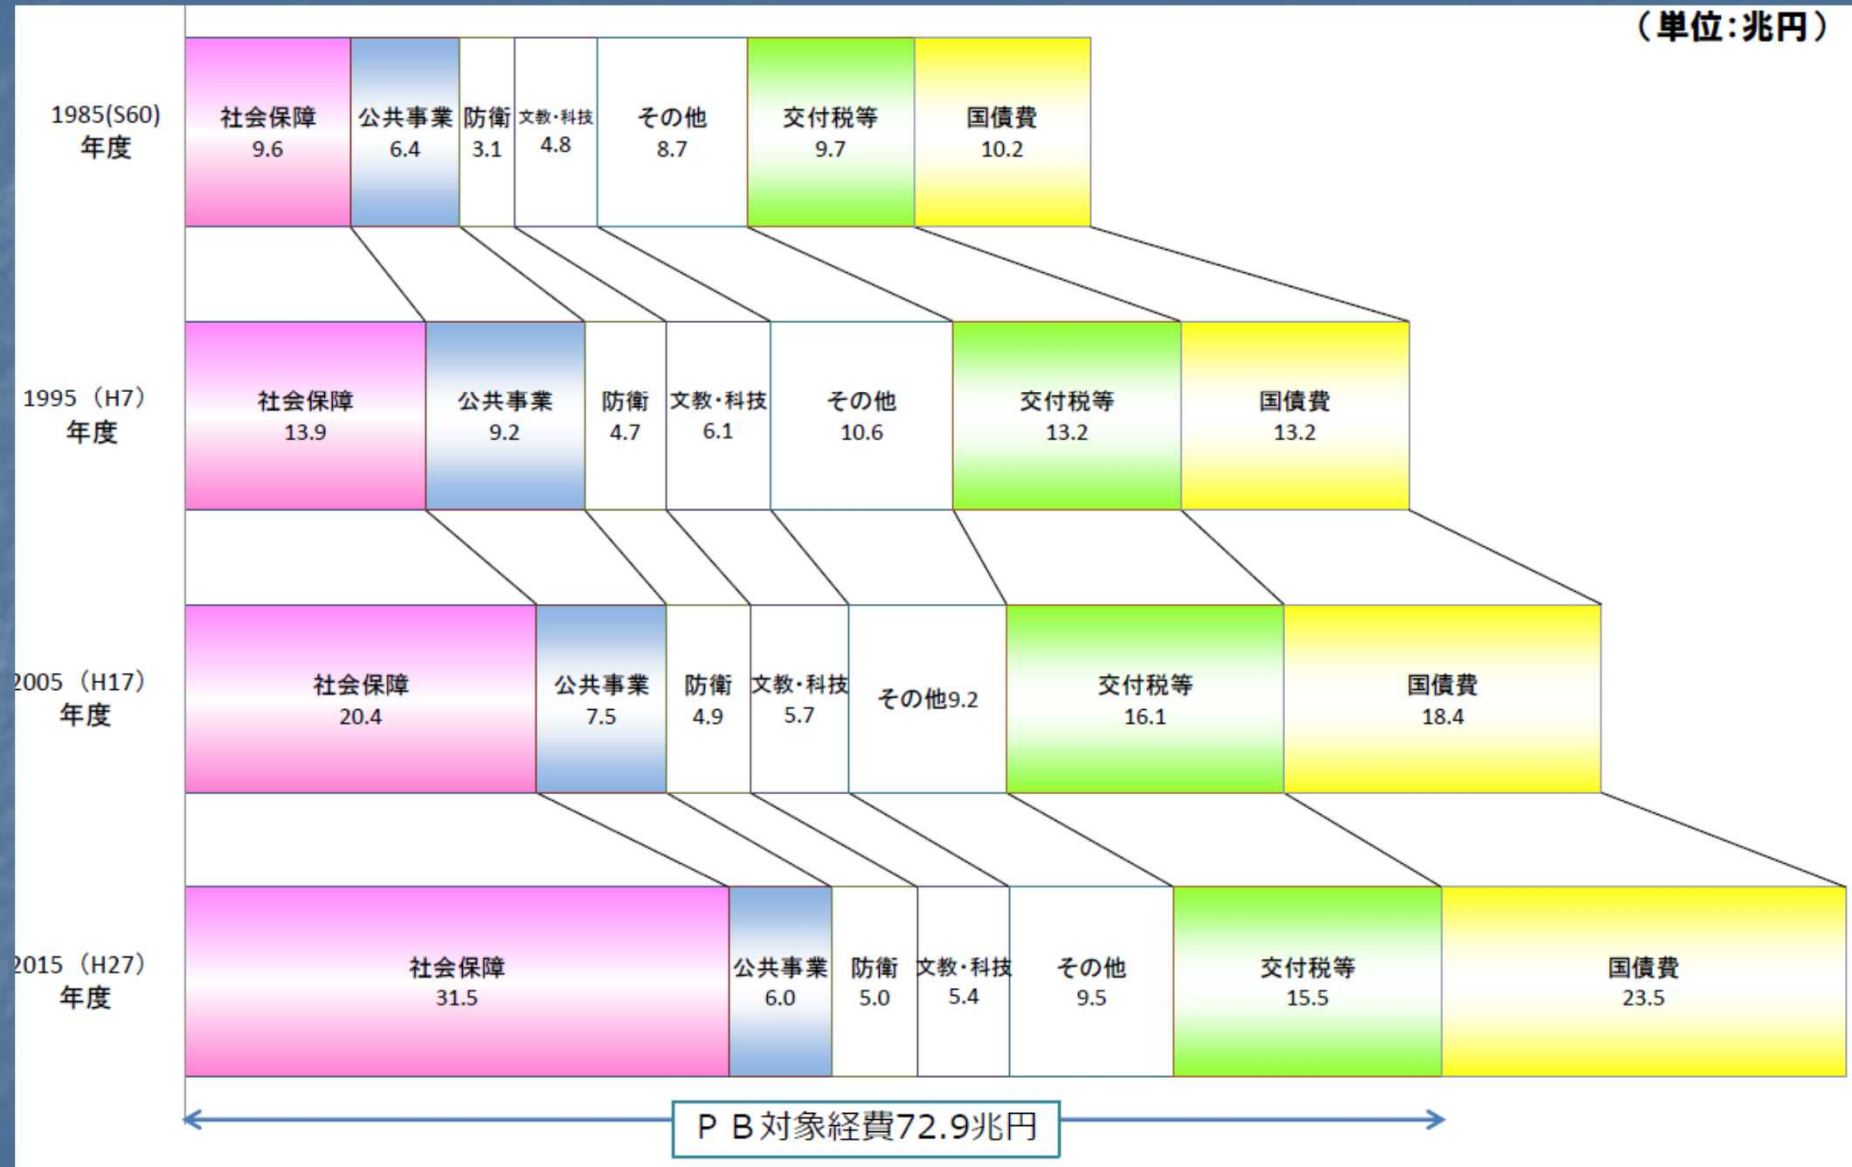 （単位:兆円）
1985(S60)
年度
社会保障
9.6
公共事業
6.4
防衛
3.1
文教・科技
4.8
その他
8.7
交付税等
9.7
国債費
10.2
1995（H7）
年度
社会保障
13.9
公共事業
9.2
防衛
4.7
文教・科技
6.1
その他
10.6
交付税等
13.2
国債費
13.2
2005（H17）
年度
社会保障
20.4
公共事業
7.5
防衛
4.9
文教・科技
5.7
その他9.2
交付税等
16.1
国債費
18.4
2015（H27）
年度
社会保障
31.5
公共事業
6.0
防衛
5.0
文教・科技
5.4
その他
9.5
交付税等
15.5
国債費
23.5
ＰＢ対象経費72.9兆円